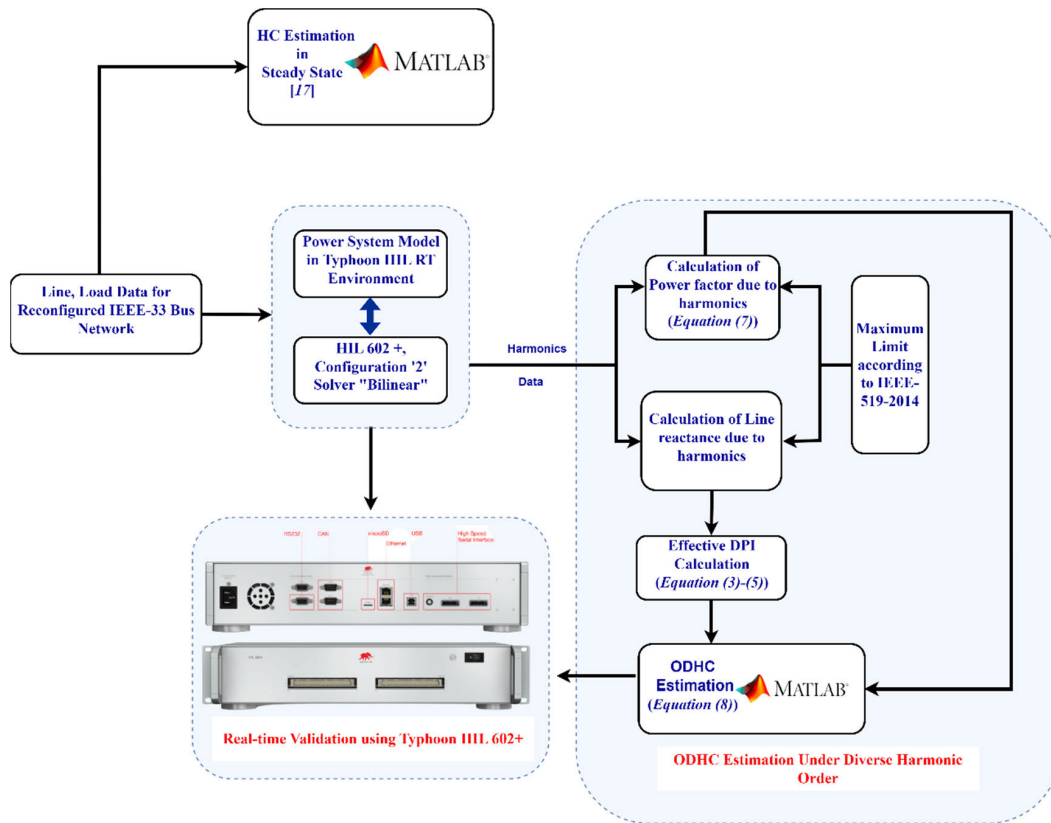 HC Estimation
in
Steady State
[17]
MATLAB®
Line, Load Data for
Reconfigured IEEE-33 Bus
Network
Power System Model
in Typhoon HIL RT
Environment
HIL 602 +,
Configuration '2'
Solver "Bilinear"
Harmonics
Data
Calculation of
Power factor due to
harmonics
(Equation (7))
Maximum
Limit
according
to IEEE-
519-2014
Calculation of Line
reactance due to
harmonics
Effective DPI
Calculation
(Equation (3)-(5))
ODHC
Estimation
(Equation (8))
MATLAB®
RS232
CAN
microSD
Ethernet
USB
High Speed
Serial Interface
Real-time Validation using Typhoon HIL 602+
ODHC Estimation Under Diverse Harmonic
Order